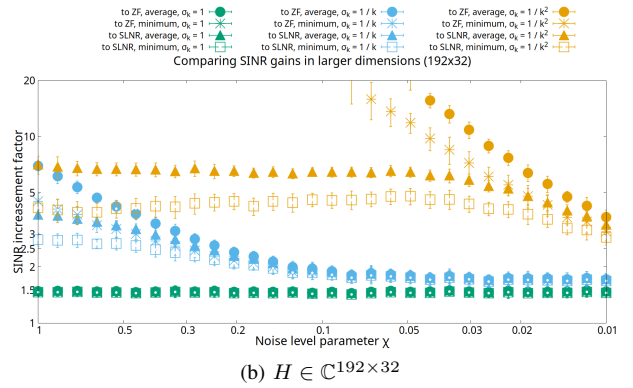 to ZF, average, σk = 1 to ZF, average, σk = 1 / k to ZF, average, σk = 1 / k²
to ZF, minimum, σk = 1 to ZF, minimum, σk = 1 / k to ZF, minimum, σk = 1 / k²
to SLNR, average, σk = 1 to SLNR, average, σk = 1 / k to SLNR, average, σk = 1 / k²
to SLNR, minimum, σk = 1 to SLNR, minimum, σk = 1 / k to SLNR, minimum, σk = 1 / k²
Comparing SINR gains in larger dimensions (192x32)
SINR increasement factor
20
10
5
3
2.5
2
1.5
1
1 0.5 0.3 0.2 0.1 0.05 0.03 0.02 0.01
Noise level parameter χ
(b) H ∈ ℂ^{192×32}